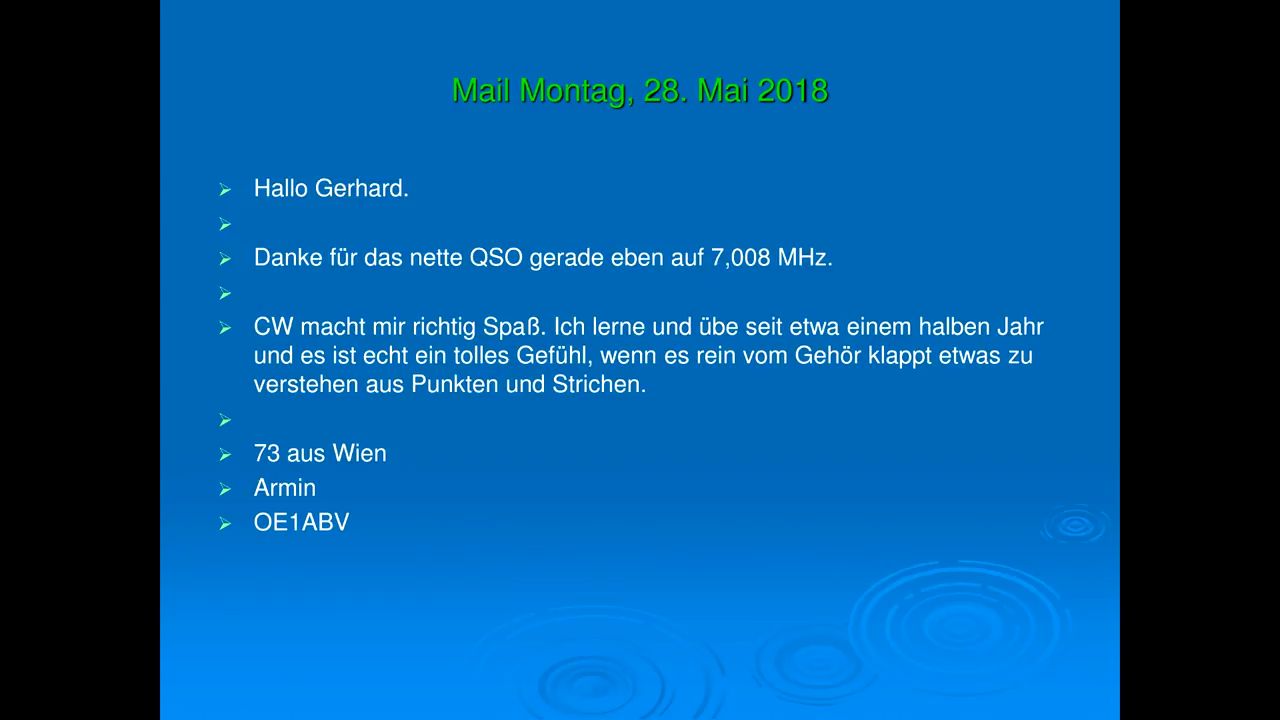 Mail Montag, 28. Mai 2018
Hallo Gerhard.
Danke für das nette QSO gerade eben auf 7,008 MHz.
CW macht mir richtig Spaß. Ich lerne und übe seit etwa einem halben Jahr
und es ist echt ein tolles Gefühl, wenn es rein vom Gehör klappt etwas zu
verstehen aus Punkten und Strichen.
73 aus Wien
Armin
OE1ABV